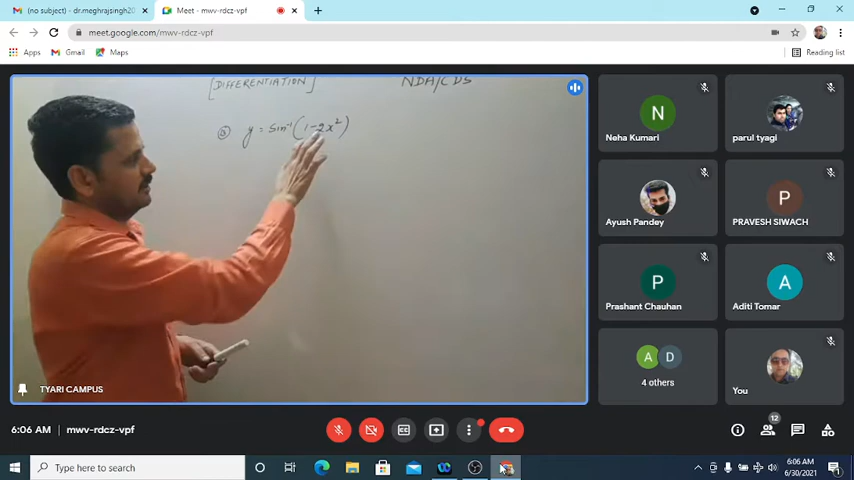 (no subject) - dr.meghrajsingh20
Meet - mwv-rdcz-vpf
meet.google.com/mwv-rdcz-vpf
Reading list
Apps
Gmail
Maps
[DIFFERENTIATION]
NDA/CDS
y = sin⁻¹(1-2x²)
TYARI CAMPUS
N
Neha Kumari
parul tyagi
Ayush Pandey
P
PRAVESH SIWACH
P
Prashant Chauhan
A
Aditi Tomar
A D
4 others
You
6:06 AM
mwv-rdcz-vpf
12
Type here to search
6:06 AM
6/30/2021
1